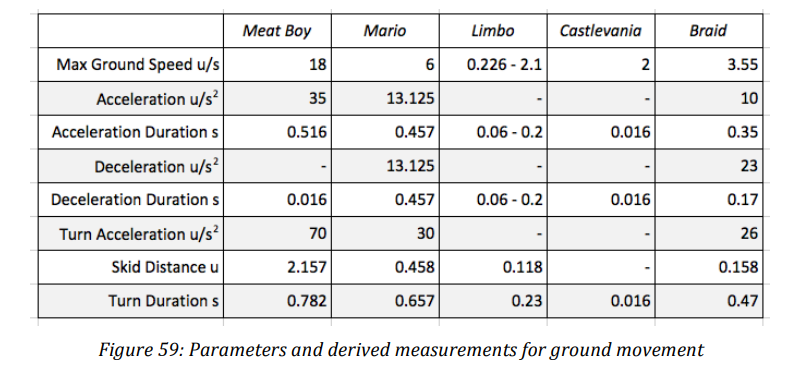 Meat Boy Mario Limbo Castlevania Braid
Max Ground Speed u/s 18 6 0.226 - 2.1 2 3.55
Acceleration u/s² 35 13.125 - - 10
Acceleration Duration s 0.516 0.457 0.06 - 0.2 0.016 0.35
Deceleration u/s² - 13.125 - - 23
Deceleration Duration s 0.016 0.457 0.06 - 0.2 0.016 0.17
Turn Acceleration u/s² 70 30 - - 26
Skid Distance u 2.157 0.458 0.118 - 0.158
Turn Duration s 0.782 0.657 0.23 0.016 0.47
Figure 59: Parameters and derived measurements for ground movement